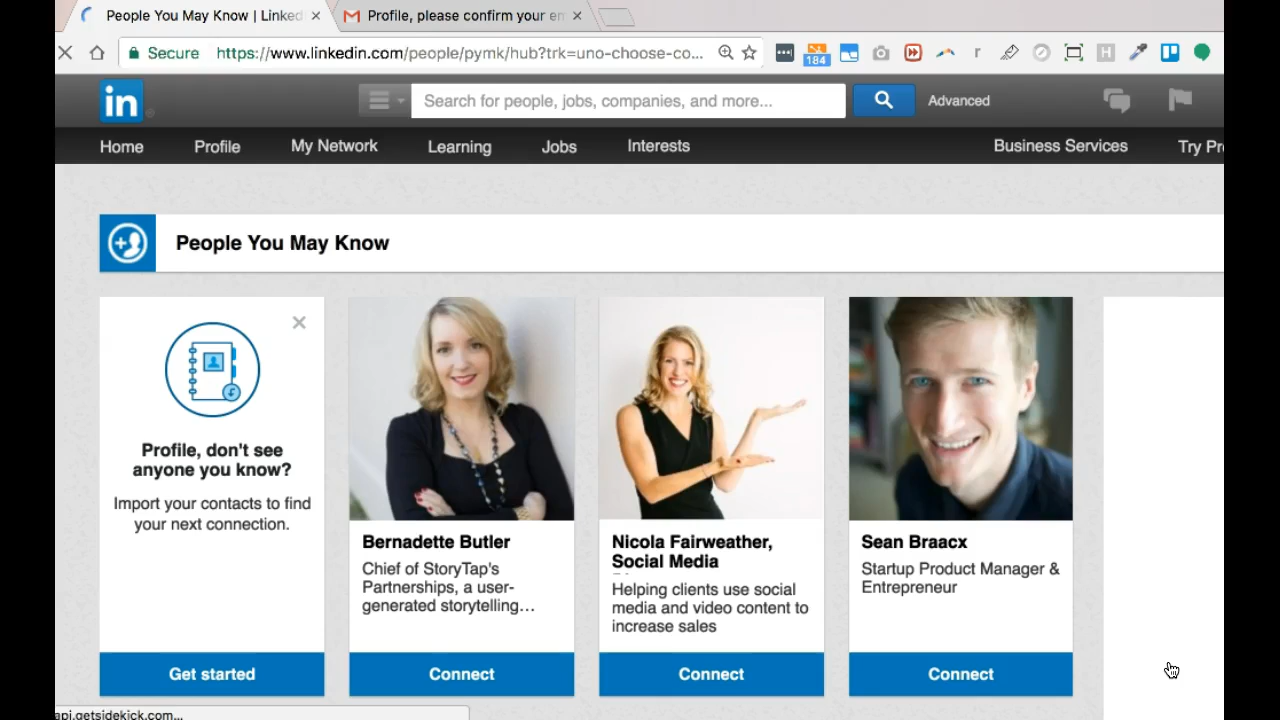 People You May Know | Linked
Profile, please confirm your em
Secure
https://www.linkedin.com/people/pymk/hub?trk=uno-choose-co...
184
r
H
in
Search for people, jobs, companies, and more...
Advanced
Home
Profile
My Network
Learning
Jobs
Interests
Business Services
Try Pr
People You May Know
Profile, don't see
anyone you know?
Import your contacts to find
your next connection.
Get started
Bernadette Butler
Chief of StoryTap's
Partnerships, a user-
generated storytelling...
Connect
Nicola Fairweather,
Social Media
Helping clients use social
media and video content to
increase sales
Connect
Sean Braacx
Startup Product Manager &
Entrepreneur
Connect
api.getsidekick.com...